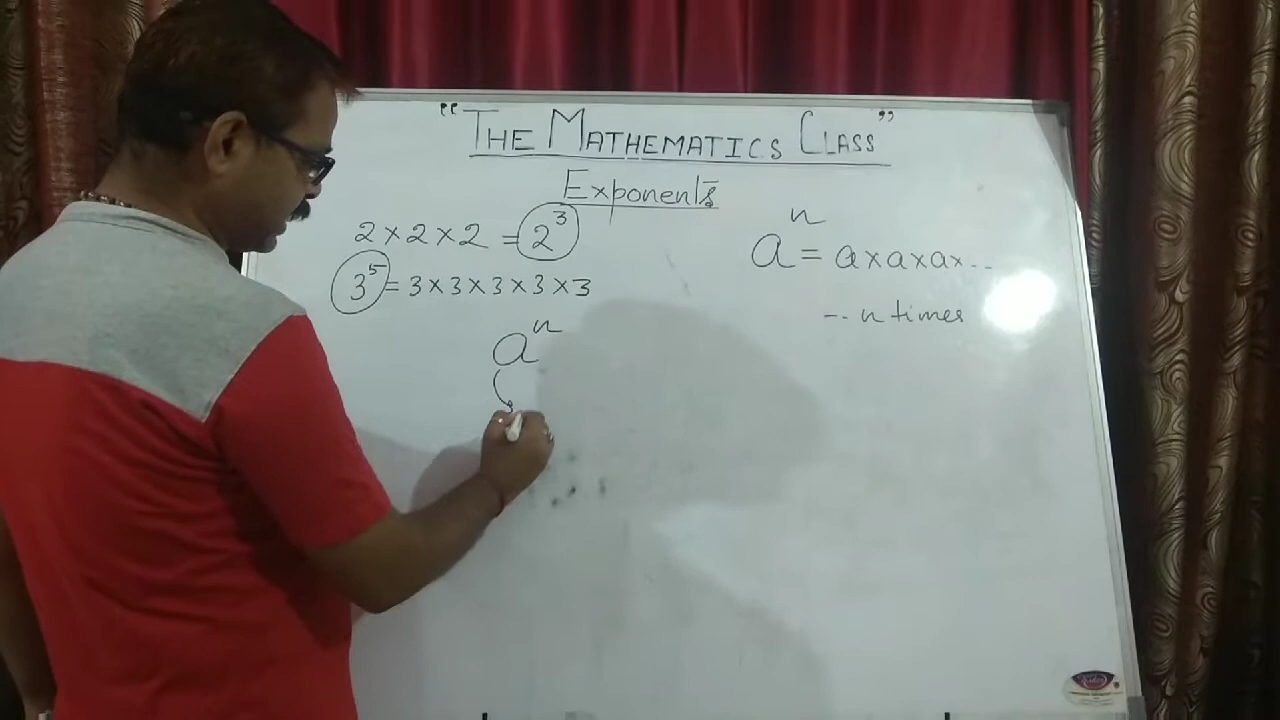 “THE MATHEMATICS CLASS”
Exponents
2×2×2 = 2³
3⁵ = 3×3×3×3×3
aⁿ
aⁿ = a×a×a×...
-- n times